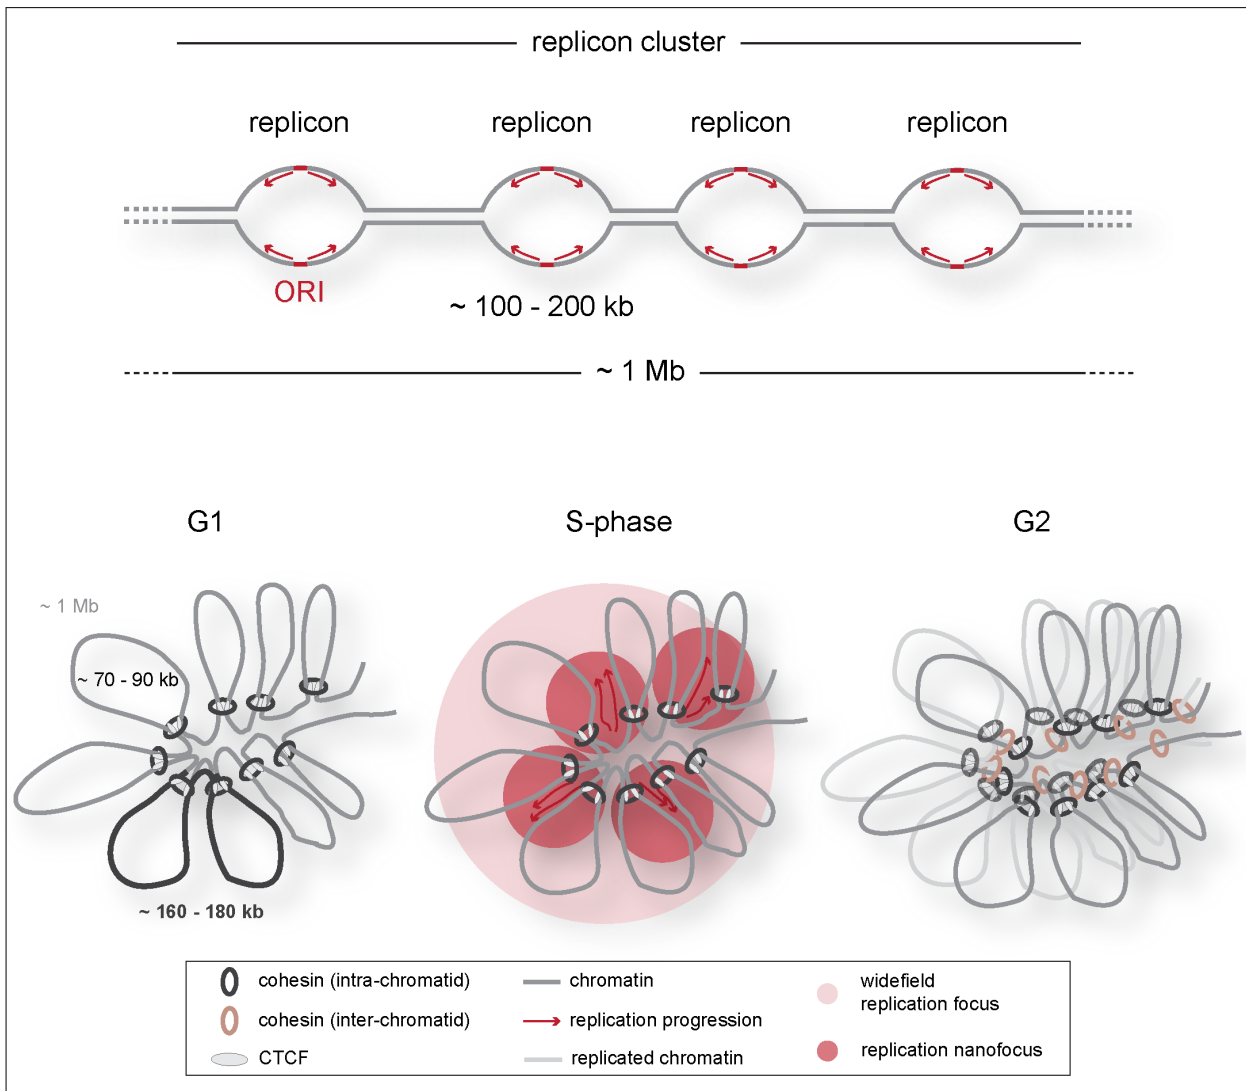 replicon cluster
replicon replicon replicon replicon
ORI
~ 100 - 200 kb
~ 1 Mb
G1 S-phase G2
~ 1 Mb
~ 70 - 90 kb
~ 160 - 180 kb
cohesin (intra-chromatid)
cohesin (inter-chromatid)
CTCF
chromatin
replication progression
replicated chromatin
widefield
replication focus
replication nanofocus